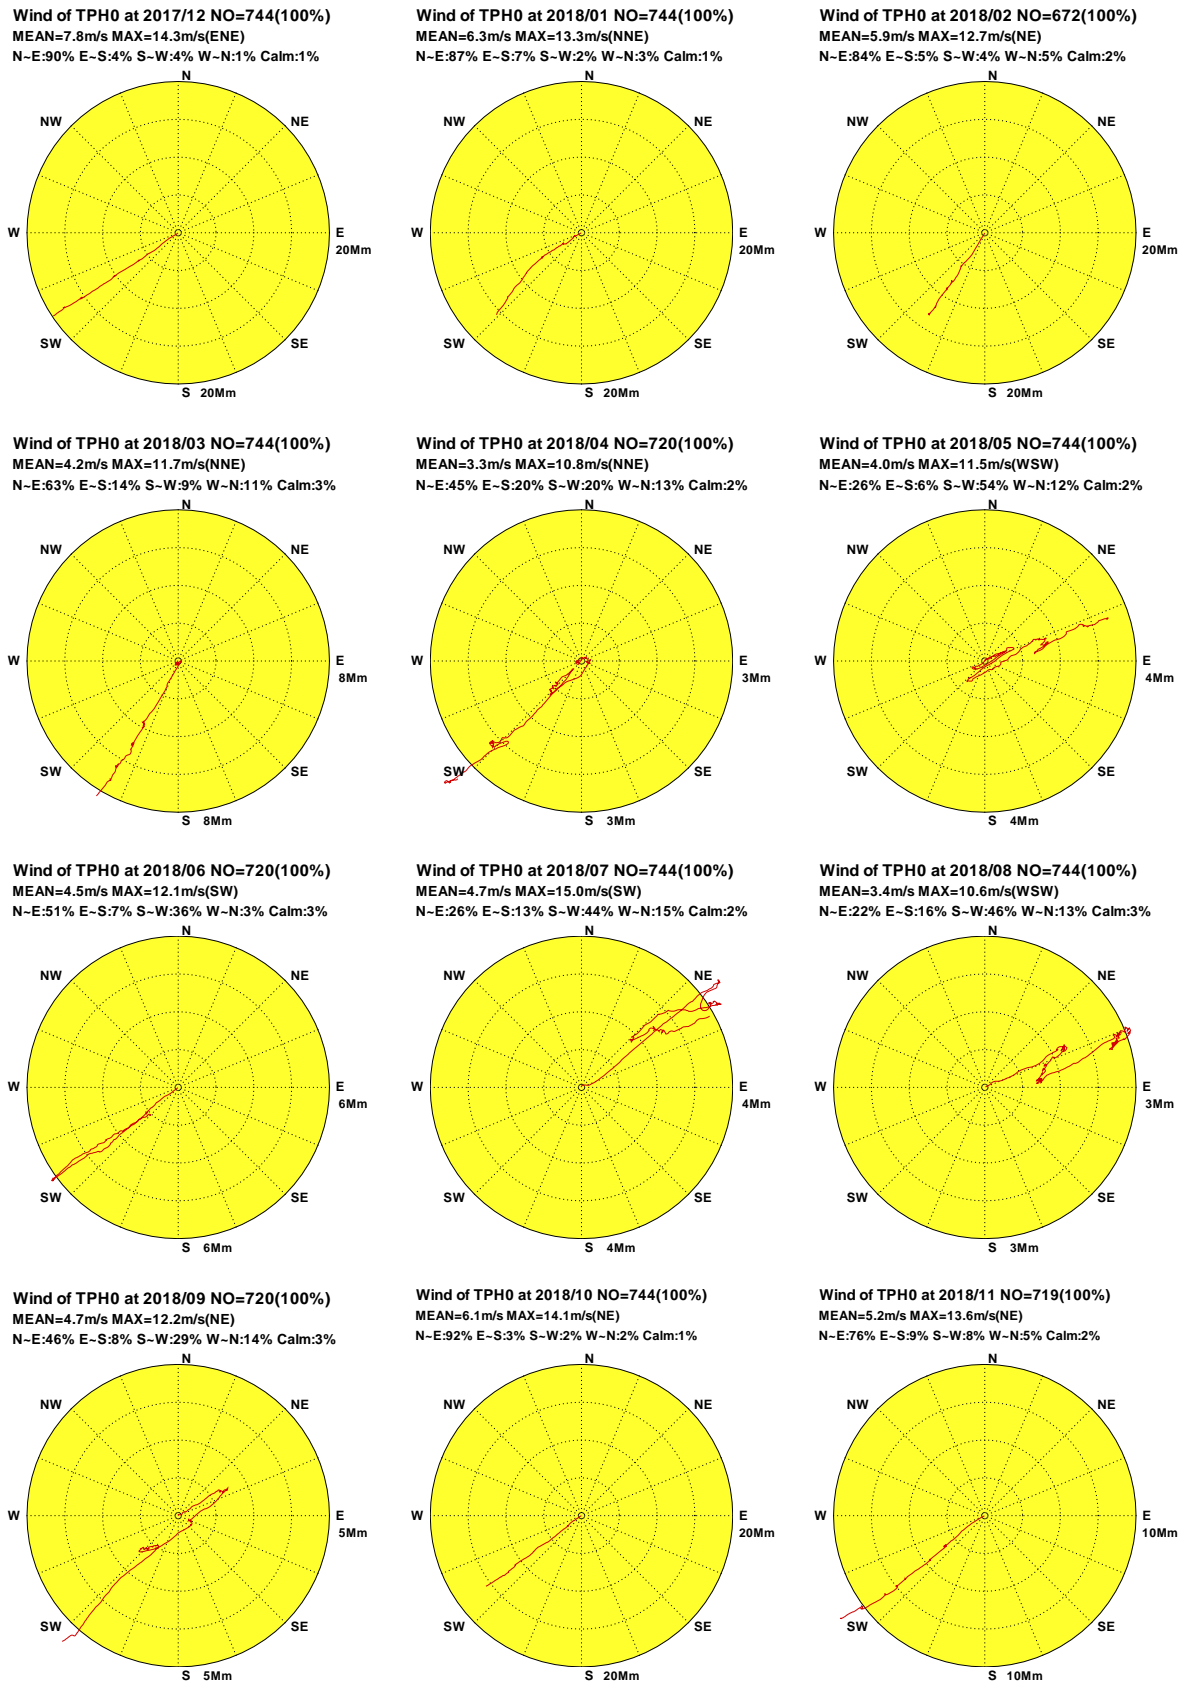 Wind of TPH0 at 2017/12 NO=744(100%)
MEAN=7.8m/s MAX=14.3m/s(ENE)
N~E:90% E~S:4% S~W:4% W~N:1% Calm:1%
N
NW
NE
W
E
20Mm
SW
SE
S 20Mm
Wind of TPH0 at 2018/01 NO=744(100%)
MEAN=6.3m/s MAX=13.3m/s(NNE)
N~E:87% E~S:7% S~W:2% W~N:3% Calm:1%
N
NW
NE
W
E
20Mm
SW
SE
S 20Mm
Wind of TPH0 at 2018/02 NO=672(100%)
MEAN=5.9m/s MAX=12.7m/s(NE)
N~E:84% E~S:5% S~W:4% W~N:5% Calm:2%
N
NW
NE
W
E
20Mm
SW
SE
S 20Mm
Wind of TPH0 at 2018/03 NO=744(100%)
MEAN=4.2m/s MAX=11.7m/s(NNE)
N~E:63% E~S:14% S~W:9% W~N:11% Calm:3%
N
NW
NE
W
E
8Mm
SW
SE
S 8Mm
Wind of TPH0 at 2018/04 NO=720(100%)
MEAN=3.3m/s MAX=10.8m/s(NNE)
N~E:45% E~S:20% S~W:20% W~N:13% Calm:2%
N
NW
NE
W
E
3Mm
SW
SE
S 3Mm
Wind of TPH0 at 2018/05 NO=744(100%)
MEAN=4.0m/s MAX=11.5m/s(WSW)
N~E:26% E~S:6% S~W:54% W~N:12% Calm:2%
N
NW
NE
W
E
4Mm
SW
SE
S 4Mm
Wind of TPH0 at 2018/06 NO=720(100%)
MEAN=4.5m/s MAX=12.1m/s(SW)
N~E:51% E~S:7% S~W:36% W~N:3% Calm:3%
N
NW
NE
W
E
6Mm
SW
SE
S 6Mm
Wind of TPH0 at 2018/07 NO=744(100%)
MEAN=4.7m/s MAX=15.0m/s(SW)
N~E:26% E~S:13% S~W:44% W~N:15% Calm:2%
N
NW
NE
W
E
4Mm
SW
SE
S 4Mm
Wind of TPH0 at 2018/08 NO=744(100%)
MEAN=3.4m/s MAX=10.6m/s(WSW)
N~E:22% E~S:16% S~W:46% W~N:13% Calm:3%
N
NW
NE
W
E
3Mm
SW
SE
S 3Mm
Wind of TPH0 at 2018/09 NO=720(100%)
MEAN=4.7m/s MAX=12.2m/s(NE)
N~E:46% E~S:8% S~W:29% W~N:14% Calm:3%
N
NW
NE
W
E
5Mm
SW
SE
S 5Mm
Wind of TPH0 at 2018/10 NO=744(100%)
MEAN=6.1m/s MAX=14.1m/s(NE)
N~E:92% E~S:3% S~W:2% W~N:2% Calm:1%
N
NW
NE
W
E
20Mm
SW
SE
S 20Mm
Wind of TPH0 at 2018/11 NO=719(100%)
MEAN=5.2m/s MAX=13.6m/s(NE)
N~E:76% E~S:9% S~W:8% W~N:5% Calm:2%
N
NW
NE
W
E
10Mm
SW
SE
S 10Mm